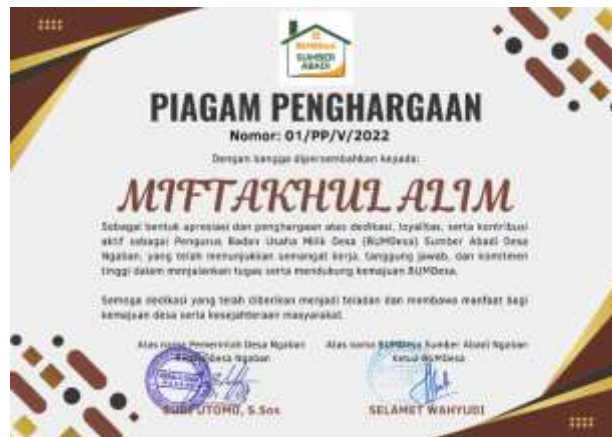 BUMDesa
SUMBER
ABADI
PIAGAM PENGHARGAAN
Nomor: 01/PP/V/2022
Dengan bangga dipersembahkan kepada:
MIFTAKHUL ALIM
Sebagai bentuk apresiasi dan penghargaan atas dedikasi, loyalitas, serta kontribusi
aktif sebagai Pengurus Badan Usaha Milik Desa (BUMDesa) Sumber Abadi Desa
Ngaban, yang telah menunjukkan semangat kerja, tanggung jawab, dan komitmen
tinggi dalam menjalankan tugas serta mendukung kemajuan BUMDesa.
Semoga dedikasi yang telah diberikan menjadi teladan dan membawa manfaat bagi
kemajuan desa serta kesejahteraan masyarakat.
Atas nama Pemerintah Desa Ngaban
Kepala Desa Ngaban
Atas nama BUMDesa Sumber Abadi Ngaban
Ketua BUMDesa
UTOMO, S.Sos
SELAMET WAHYUDI